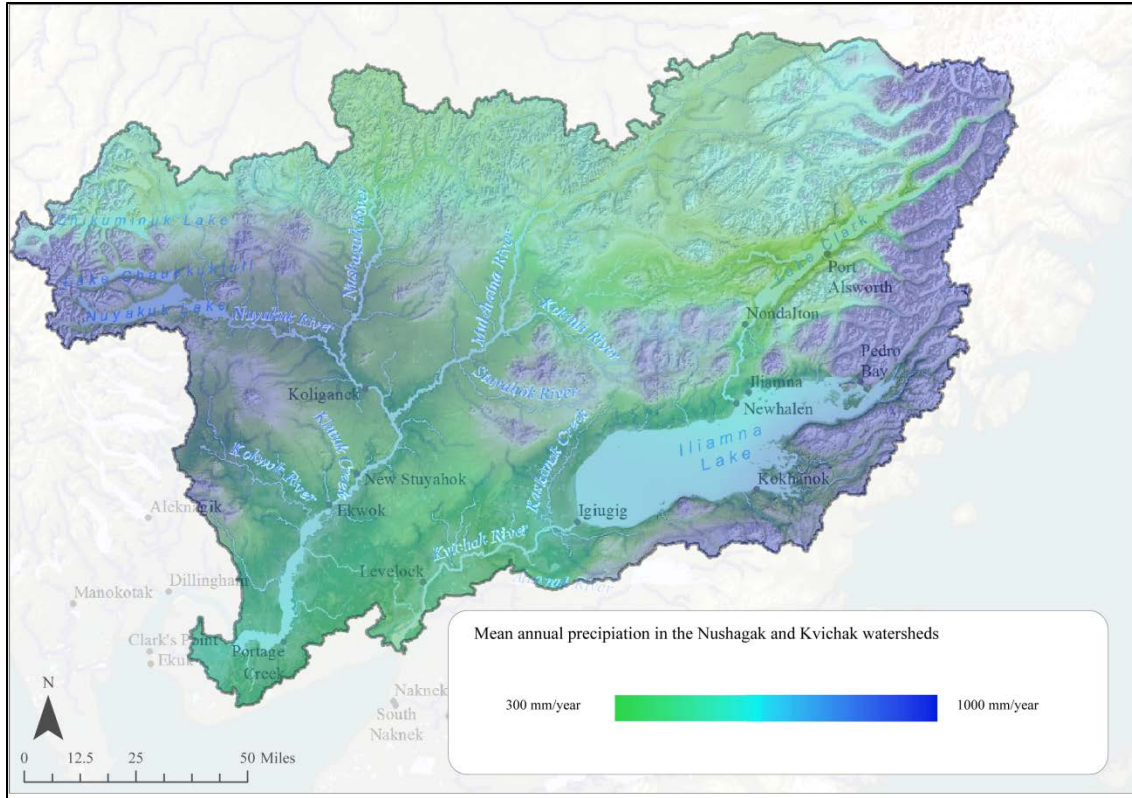 Chikuminuk Lake
Lake Chauekuktuli
Nuyakuk Lake
Nuyakuk River
Nushagak River
Mulchatna River
Koktuli River
Stuyahok River
Lake Clark
Port
Alsworth
Nondalton
Pedro
Bay
Iliamna
Newhalen
Iliamna
Lake
Kokhanok
Koliganek
Kaskanak Creek
Kokwok River
New Stuyahok
Ekwok
Igiugig
Kvichak River
Levelock
Aleknagik
Manokotak
Dillingham
Clark's Point
Ekuk
Portage
Creek
Naknek
South
Naknek
Mean annual precipiation in the Nushagak and Kvichak watersheds
300 mm/year
1000 mm/year
N
0 12.5 25 50 Miles